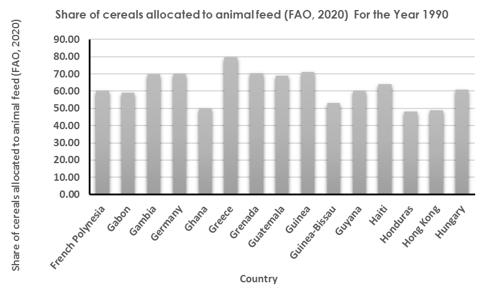 Share of cereals allocated to animal feed (FAO, 2020) For the Year 1990
Share of cereals allocated to animal feed (FAO, 2020)
90.00
80.00
70.00
60.00
50.00
40.00
30.00
20.00
10.00
0.00
French Polynesia
Gabon
Gambia
Germany
Ghana
Greece
Grenada
Guatemala
Guinea
Guinea-Bissau
Guyana
Haiti
Honduras
Hong Kong
Hungary
Country